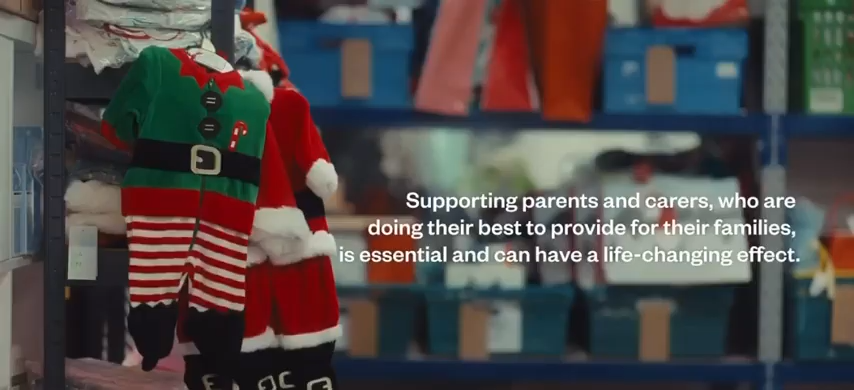 Supporting parents and carers, who are
doing their best to provide for their families,
is essential and can have a life-changing effect.